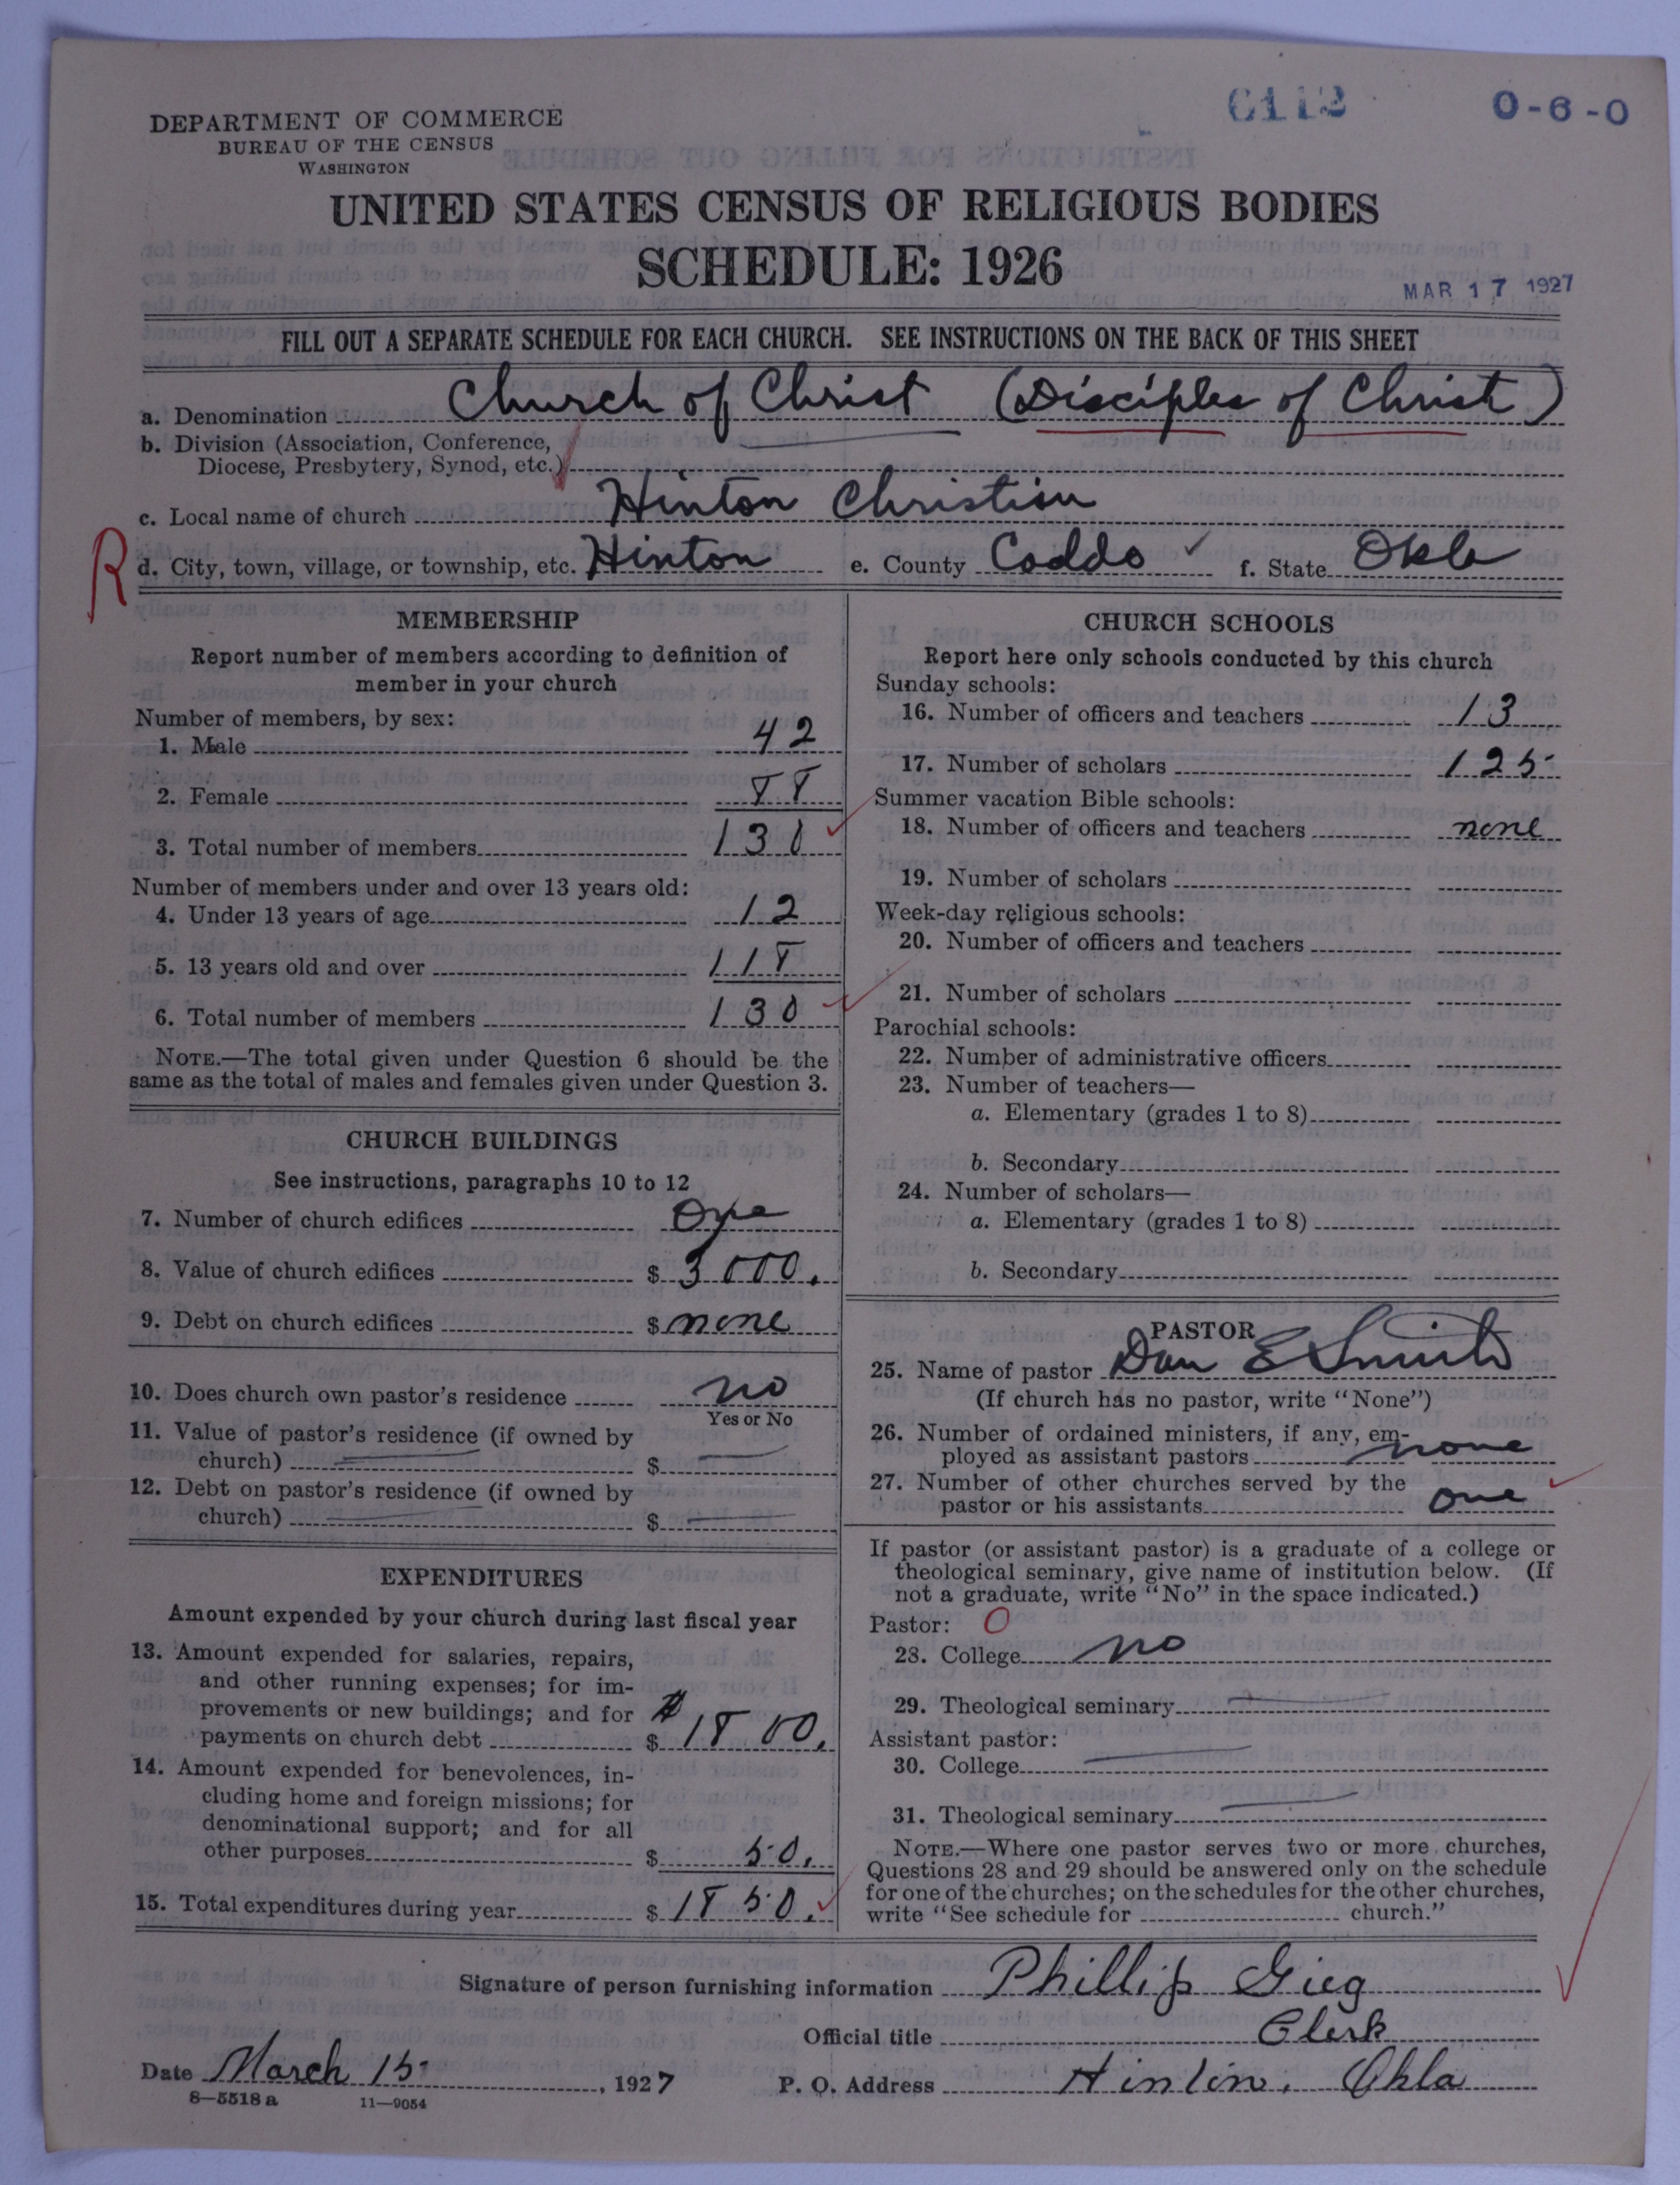 C112
0-6-0
DEPARTMENT OF COMMERCE
BUREAU OF THE CENSUS
WASHINGTON
UNITED STATES CENSUS OF RELIGIOUS BODIES
SCHEDULE: 1926
MAR 17 1927
FILL OUT A SEPARATE SCHEDULE FOR EACH CHURCH. SEE INSTRUCTIONS ON THE BACK OF THIS SHEET
a. Denomination Church of Christ (Disciples of Christ)
b. Division (Association, Conference,
Diocese, Presbytery, Synod, etc.)
c. Local name of church Hinton Christian
R d. City, town, village, or township, etc. Hinton e. County Caddo ✓ f. State Okla
MEMBERSHIP
Report number of members according to definition of
member in your church
Number of members, by sex:
1. Male 42
2. Female 88
3. Total number of members 130
Number of members under and over 13 years old:
4. Under 13 years of age 12
5. 13 years old and over 118
6. Total number of members 130
NOTE.—The total given under Question 6 should be the
same as the total of males and females given under Question 3.
CHURCH BUILDINGS
See instructions, paragraphs 10 to 12
7. Number of church edifices One
8. Value of church edifices $ 3000.
9. Debt on church edifices $ none
10. Does church own pastor's residence no
Yes or No
11. Value of pastor's residence (if owned by
church) $
12. Debt on pastor's residence (if owned by
church) $
EXPENDITURES
Amount expended by your church during last fiscal year
13. Amount expended for salaries, repairs,
and other running expenses; for im-
provements or new buildings; and for
payments on church debt $ 1800.
14. Amount expended for benevolences, in-
cluding home and foreign missions; for
denominational support; and for all
other purposes $ 50.
15. Total expenditures during year $ 1850.
CHURCH SCHOOLS
Report here only schools conducted by this church
Sunday schools:
16. Number of officers and teachers 13
17. Number of scholars 125
Summer vacation Bible schools:
18. Number of officers and teachers none
19. Number of scholars
Week-day religious schools:
20. Number of officers and teachers
21. Number of scholars
Parochial schools:
22. Number of administrative officers
23. Number of teachers—
a. Elementary (grades 1 to 8)
b. Secondary
24. Number of scholars—
a. Elementary (grades 1 to 8)
b. Secondary
PASTOR
25. Name of pastor Dan E Smith
(If church has no pastor, write "None")
26. Number of ordained ministers, if any, em-
ployed as assistant pastors none
27. Number of other churches served by the
pastor or his assistants one
If pastor (or assistant pastor) is a graduate of a college or
theological seminary, give name of institution below. (If
not a graduate, write "No" in the space indicated.)
Pastor: O
28. College no
29. Theological seminary
Assistant pastor:
30. College
31. Theological seminary
NOTE.—Where one pastor serves two or more churches,
Questions 28 and 29 should be answered only on the schedule
for one of the churches; on the schedules for the other churches,
write "See schedule for church."
Signature of person furnishing information Phillip Gieg
Official title Clerk
Date March 15 , 1927 P. O. Address Hinton, Okla
8—5518a 11—9054